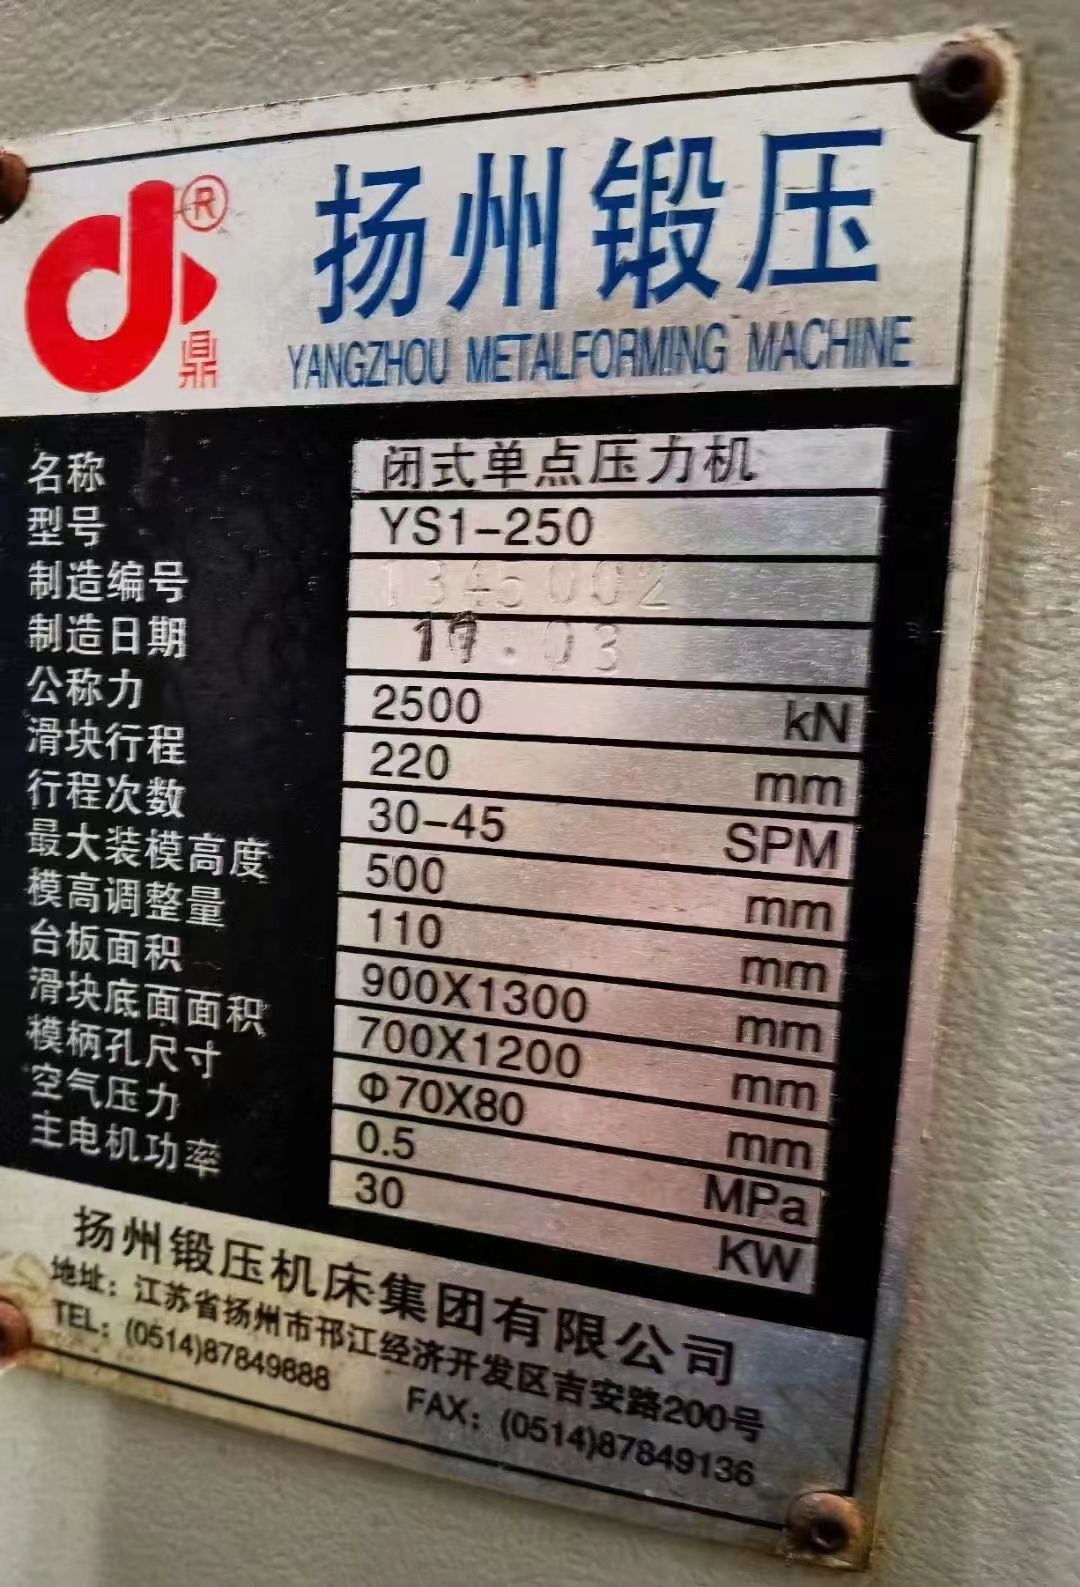 ®
鼎
扬州锻压
YANGZHOU METALFORMING MACHINE
名称 闭式单点压力机
型号 YS1-250
制造编号 1345002
制造日期 .03
公称力 2500 kN
滑块行程 220 mm
行程次数 30-45 SPM
最大装模高度 500 mm
模高调整量 110 mm
台板面积 900X1300 mm
滑块底面面积 700X1200 mm
模柄孔尺寸 Φ70X80 mm
空气压力 0.5 MPa
主电机功率 30 KW
扬州锻压机床集团有限公司
地址：江苏省扬州市邗江经济开发区吉安路200号
TEL：(0514)87849888 FAX：(0514)87849136